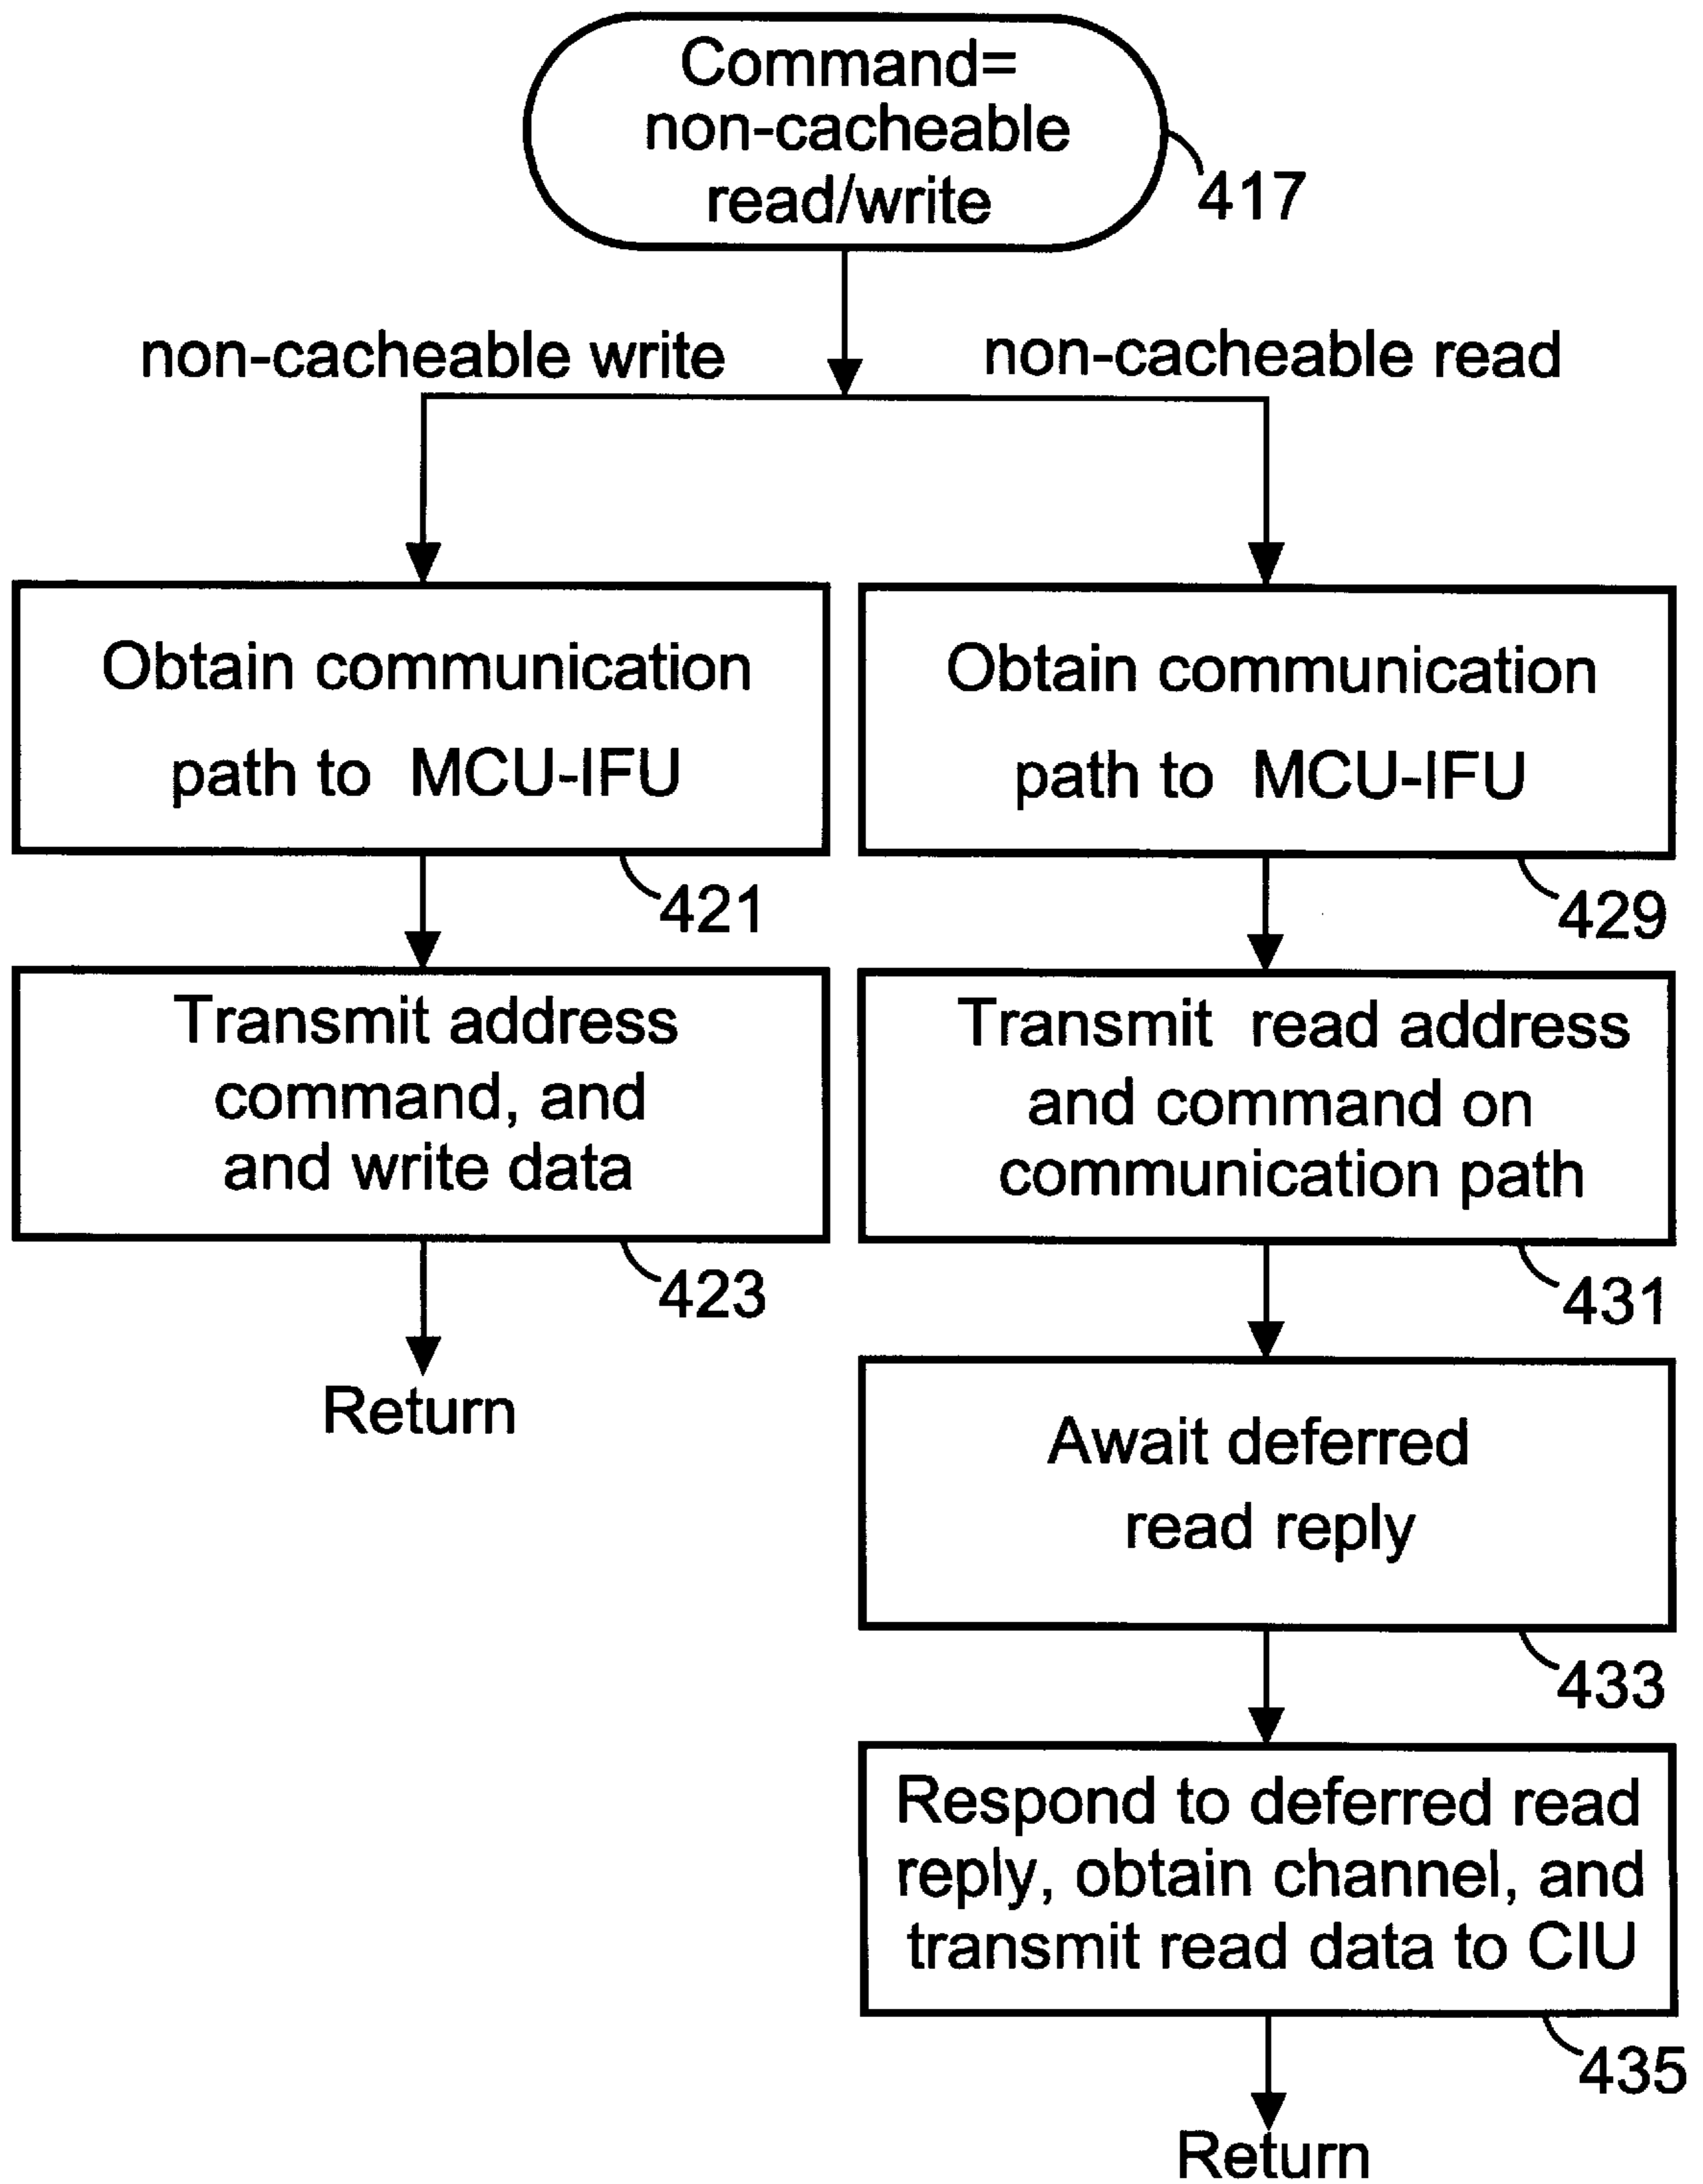 Command=
non-cacheable
read/write
417
non-cacheable write
non-cacheable read
Obtain communication
path to MCU-IFU
421
Transmit address
command, and
and write data
423
Return
Obtain communication
path to MCU-IFU
429
Transmit read address
and command on
communication path
431
Await deferred
read reply
433
Respond to deferred read
reply, obtain channel, and
transmit read data to CIU
435
Return